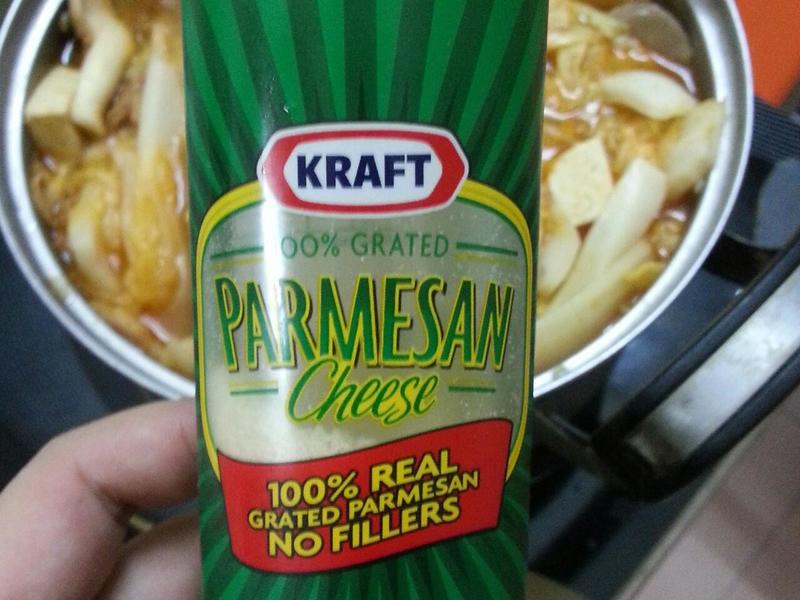 KRAFT
00% GRATED
PARMESAN
Cheese
100% REAL
GRATED PARMESAN
NO FILLERS